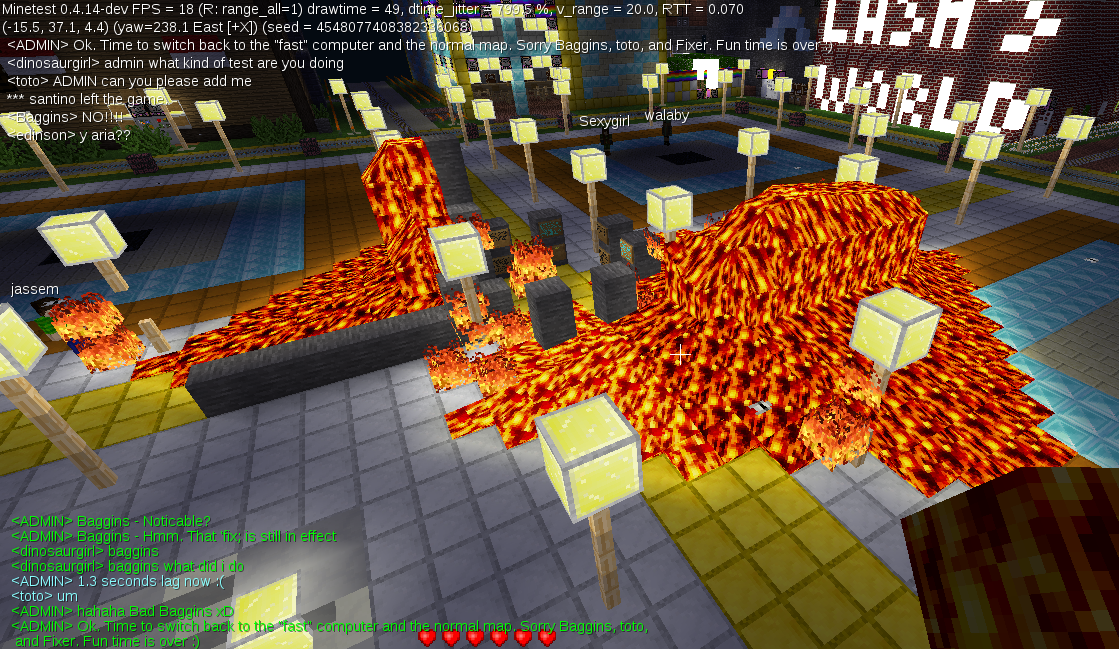 Minetest 0.4.14-dev FPS = 18 (R: range_all=1) drawtime = 49, dtime_jitter = 799.5 %, v_range = 20.0, RTT = 0.070
(-15.5, 37.1, 4.4) (yaw=238.1 East [+X]) (seed =
<ADMIN> Ok. Time to switch back to the "fast" computer and the normal map. Sorry Baggins, toto, and Fixer. Fun time is over :)
<dinosaurgirl> admin what kind of test are you doing
<toto> ADMIN can you please add me
*** santino left the game.
<Baggins> NO!!!!
<edinson> y aria??
WORLD
Sexygirl walaby
jassem
<ADMIN> Baggins - Noticable?
<ADMIN> Baggins - Hmm. That 'fix; is still in effect
<dinosaurgirl> baggins
<dinosaurgirl> baggins what did i do
<ADMIN> 1.3 seconds lag now :(
<toto> um
<ADMIN> hahaha Bad Baggins xD
<ADMIN> Ok. Time to switch back to the "fast" computer and the normal map. Sorry Baggins, toto,
and Fixer. Fun time is over :)